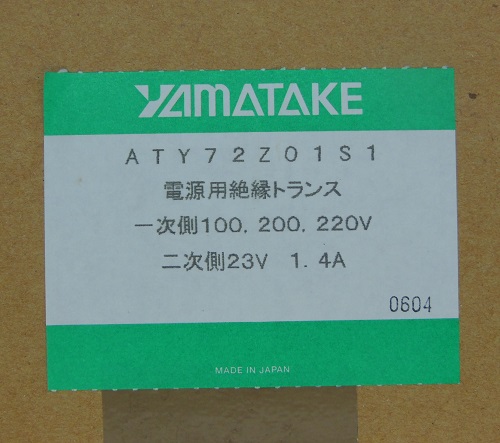 YAMATAKE
ATY72Z01S1
電源用絶縁トランス
一次側100, 200, 220V
二次側23V 1.4A
0604
MADE IN JAPAN